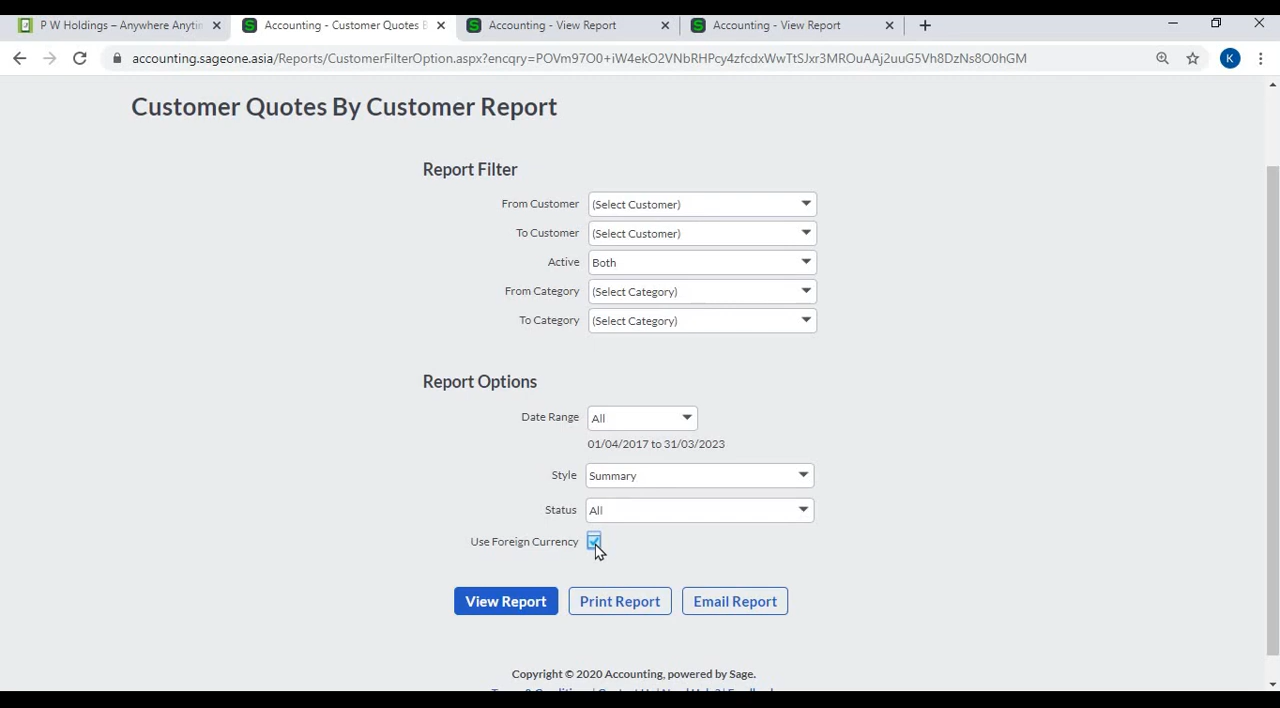 P W Holdings – Anywhere Anyti
Accounting - Customer Quotes B
Accounting - View Report
Accounting - View Report
accounting.sageone.asia/Reports/CustomerFilterOption.aspx?encqry=POVm97O0+iW4ekO2VNbRHPcy4zfcdxWwTtSJxr3MROuAAj2uuG5Vh8DzNs8O0hGM
K
Customer Quotes By Customer Report
Report Filter
From Customer (Select Customer)
To Customer (Select Customer)
Active Both
From Category (Select Category)
To Category (Select Category)
Report Options
Date Range All
01/04/2017 to 31/03/2023
Style Summary
Status All
Use Foreign Currency
View Report Print Report Email Report
Copyright © 2020 Accounting, powered by Sage.